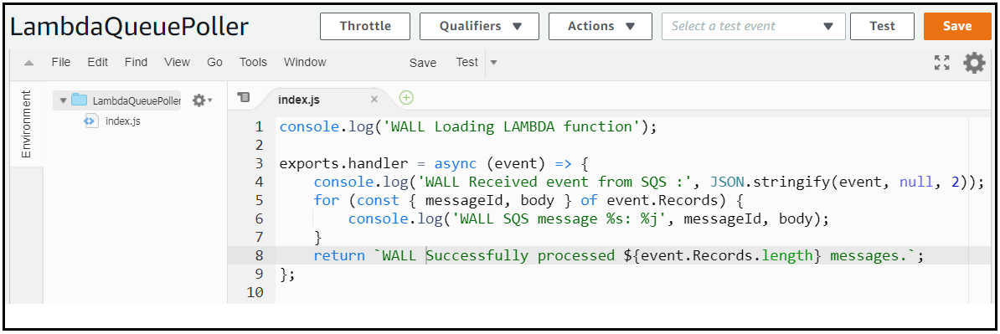 LambdaQueuePoller Throttle Qualifiers Actions Select a test event Test Save
File Edit Find View Go Tools Window Save Test
Environment
LambdaQueuePoller
index.js
index.js
1 console.log('WALL Loading LAMBDA function');
2
3 exports.handler = async (event) => {
4     console.log('WALL Received event from SQS :', JSON.stringify(event, null, 2));
5     for (const { messageId, body } of event.Records) {
6         console.log('WALL SQS message %s: %j', messageId, body);
7     }
8     return `WALL Successfully processed ${event.Records.length} messages.`;
9 };
10